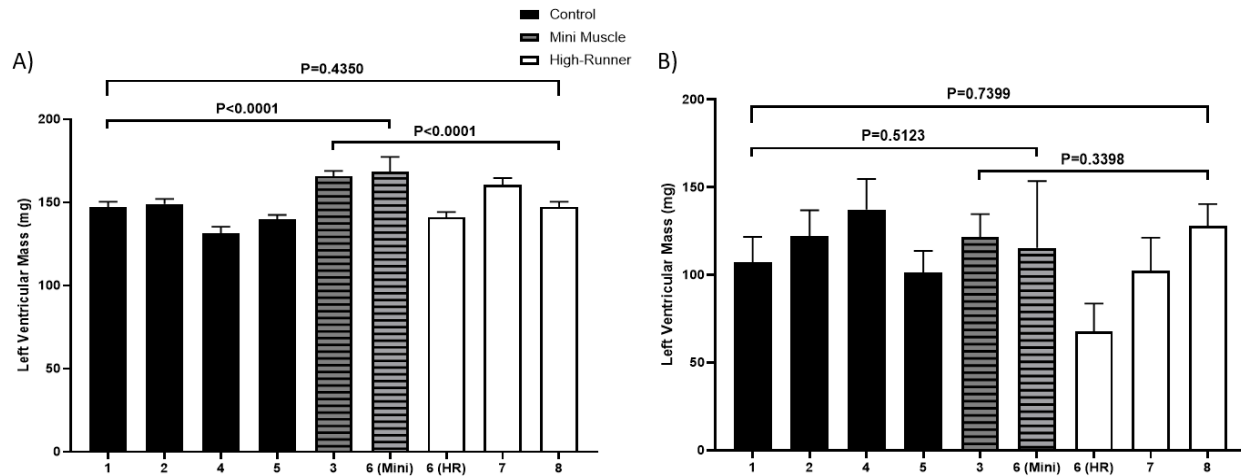 Control
Mini Muscle
High-Runner
A)
P=0.4350
P<0.0001
P<0.0001
200
150
100
50
0
Left Ventricular Mass (mg)
1 2 4 5 3 6 (Mini) 6 (HR) 7 8
B)
P=0.7399
P=0.5123
P=0.3398
200
150
100
50
0
Left Ventricular Mass (mg)
1 2 4 5 3 6 (Mini) 6 (HR) 7 8